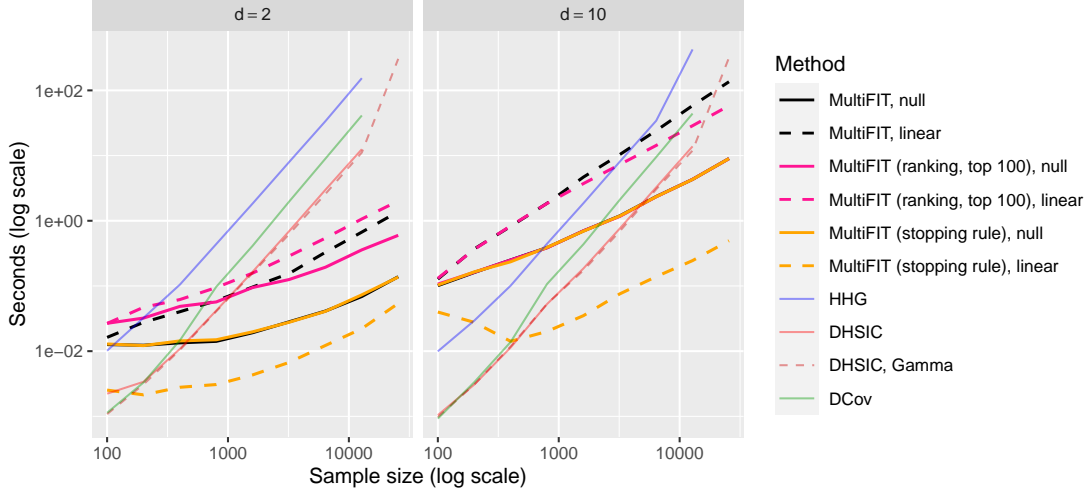 d = 2
d = 10
Seconds (log scale)
1e+02
1e+00
1e−02
100
1000
10000
100
1000
10000
Sample size (log scale)
Method
MultiFIT, null
MultiFIT, linear
MultiFIT (ranking, top 100), null
MultiFIT (ranking, top 100), linear
MultiFIT (stopping rule), null
MultiFIT (stopping rule), linear
HHG
DHSIC
DHSIC, Gamma
DCov